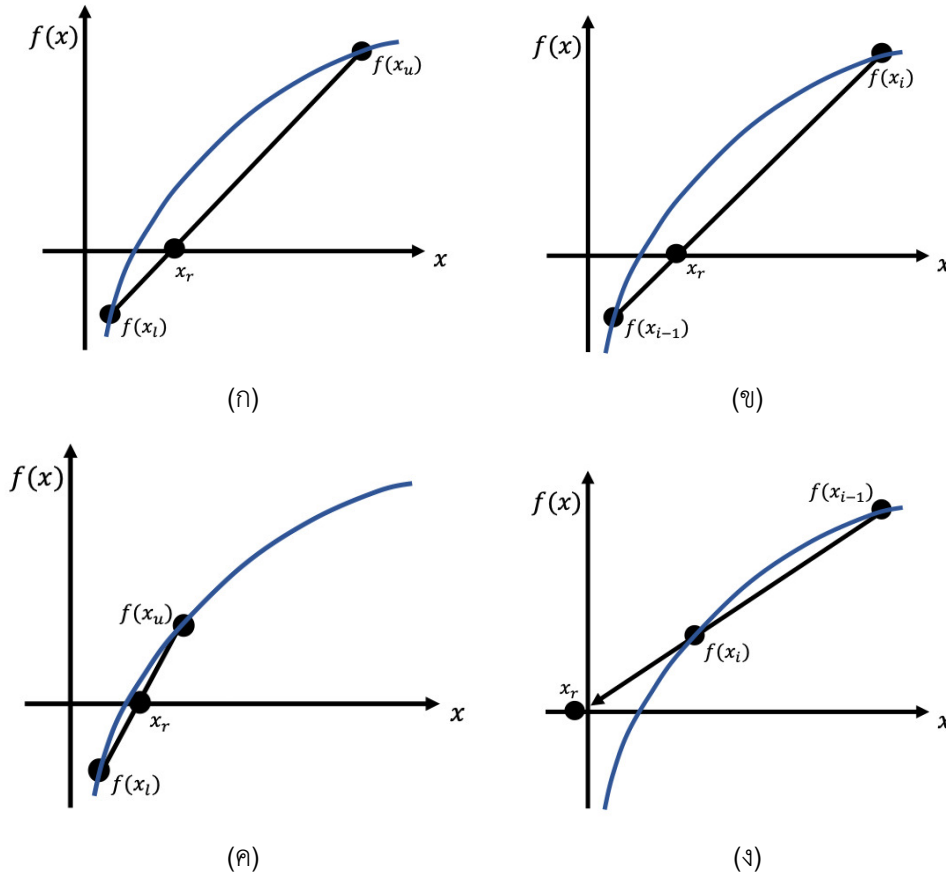 f(x)
f(x_u)
x_r
x
f(x_l)
(ก)
f(x)
f(x_i)
x_r
x
f(x_{i-1})
(ข)
f(x)
f(x_u)
x_r
x
f(x_l)
(ค)
f(x_{i-1})
f(x)
f(x_i)
x_r
x
(ง)